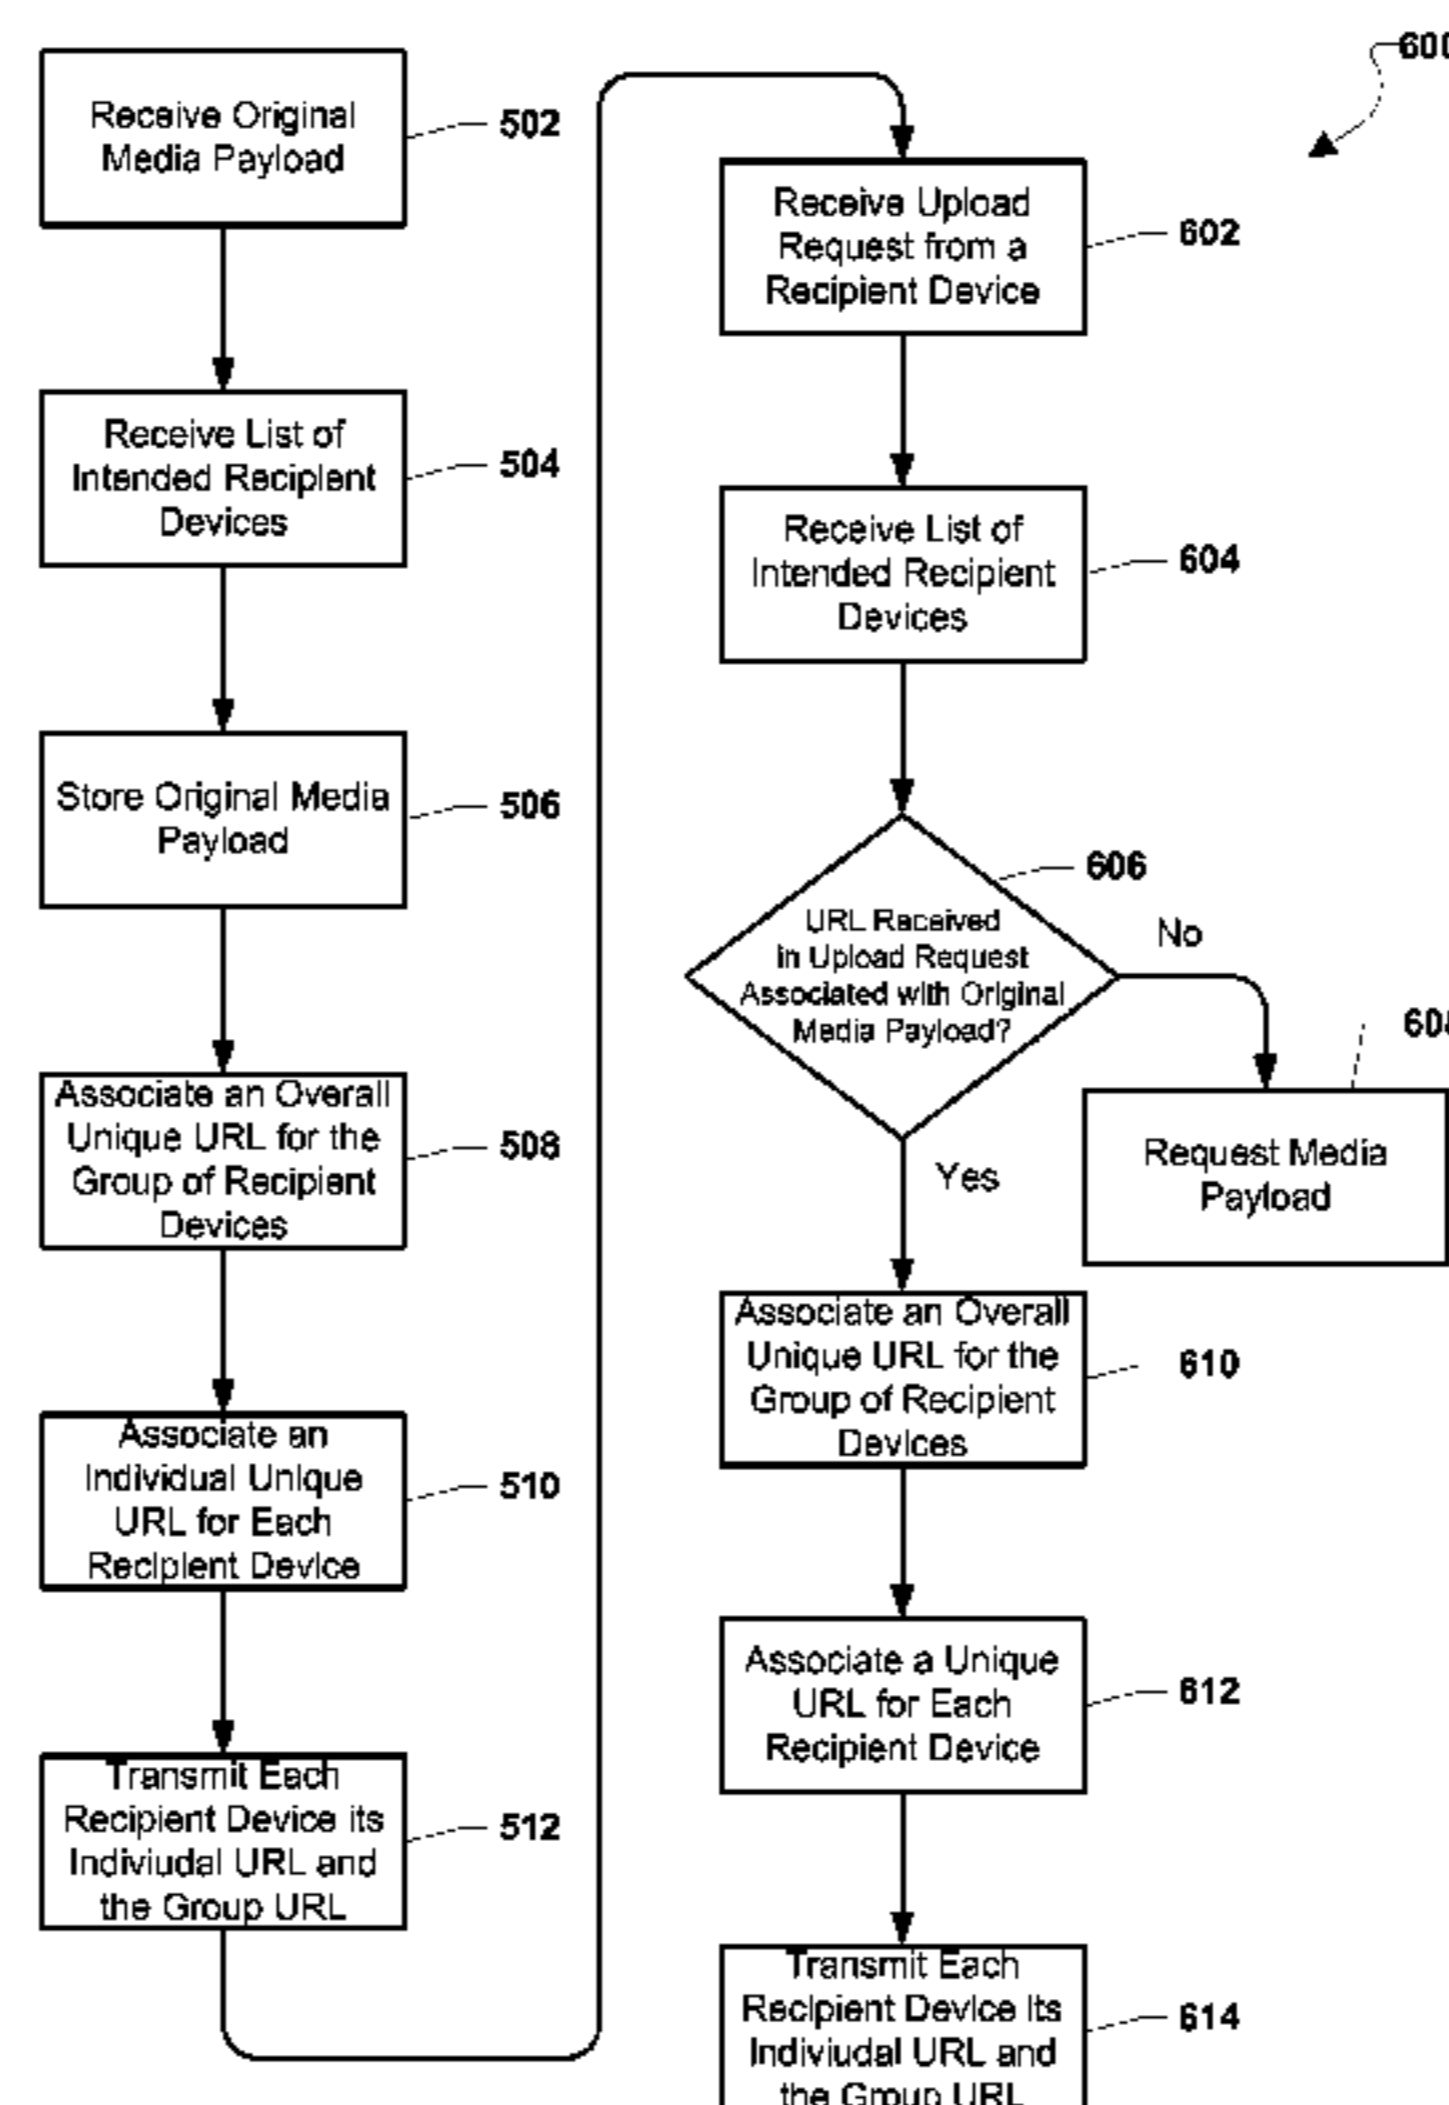 Receive Original
Media Payload
502
Receive List of
Intended Recipient
Devices
504
Store Original Media
Payload
506
Associate an Overall
Unique URL for the
Group of Recipient
Devices
508
Associate an
Individual Unique
URL for Each
Recipient Device
510
Transmit Each
Recipient Device its
Indiviudal URL and
the Group URL
512
600
Receive Upload
Request from a
Recipient Device
602
Receive List of
Intended Recipient
Devices
604
606
URL Received
in Upload Request
Associated with Original
Media Payload?
No
Yes
608
Request Media
Payload
Associate an Overall
Unique URL for the
Group of Recipient
Devices
610
Associate a Unique
URL for Each
Recipient Device
612
Transmit Each
Recipient Device its
Indiviudal URL and
the Group URL
614